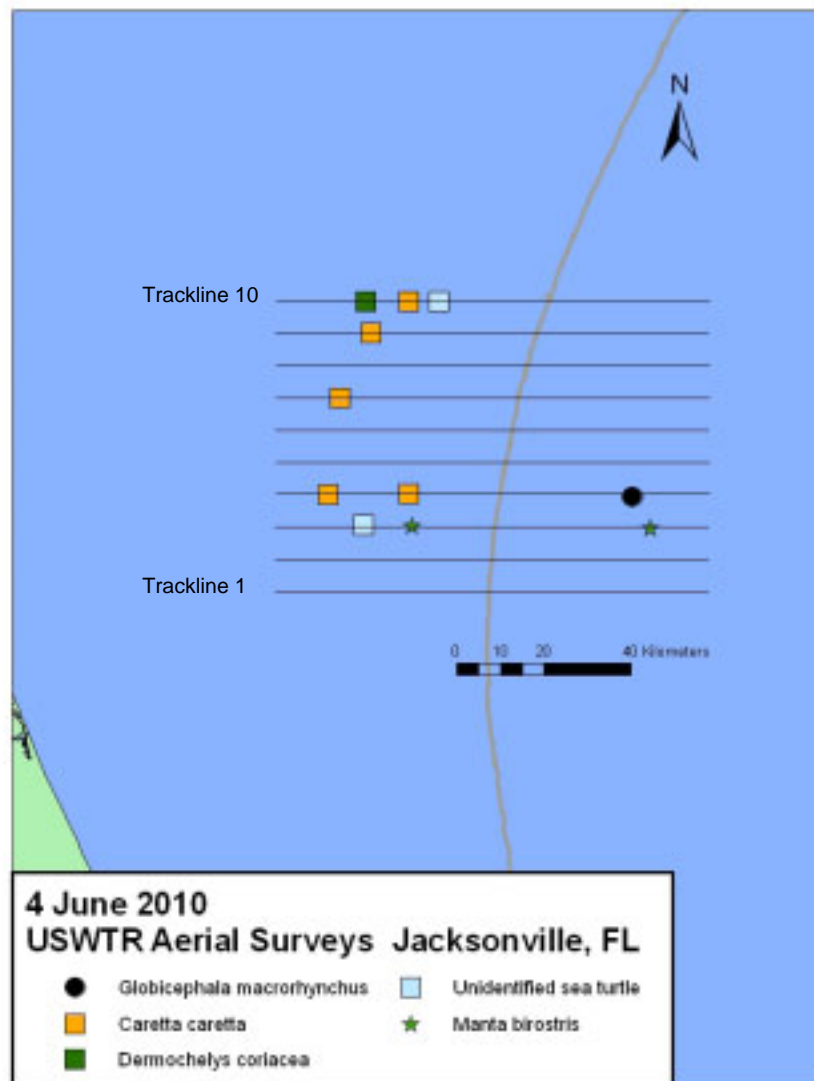 N
Trackline 10
Trackline 1
0 10 20 40 Kilometers
4 June 2010
USWTR Aerial Surveys Jacksonville, FL
Globicephala macrorhynchus
Unidentified sea turtle
Caretta caretta
Manta birostris
Dermochelys coriacea